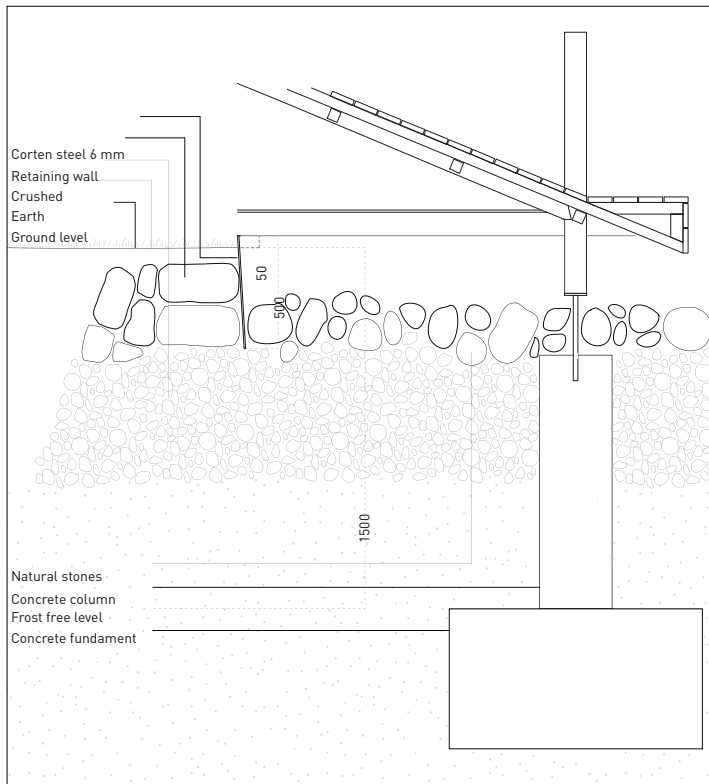 Corten steel 6 mm
Retaining wall
Crushed
Earth
Ground level
50
500
1500
Natural stones
Concrete column
Frost free level
Concrete fundament